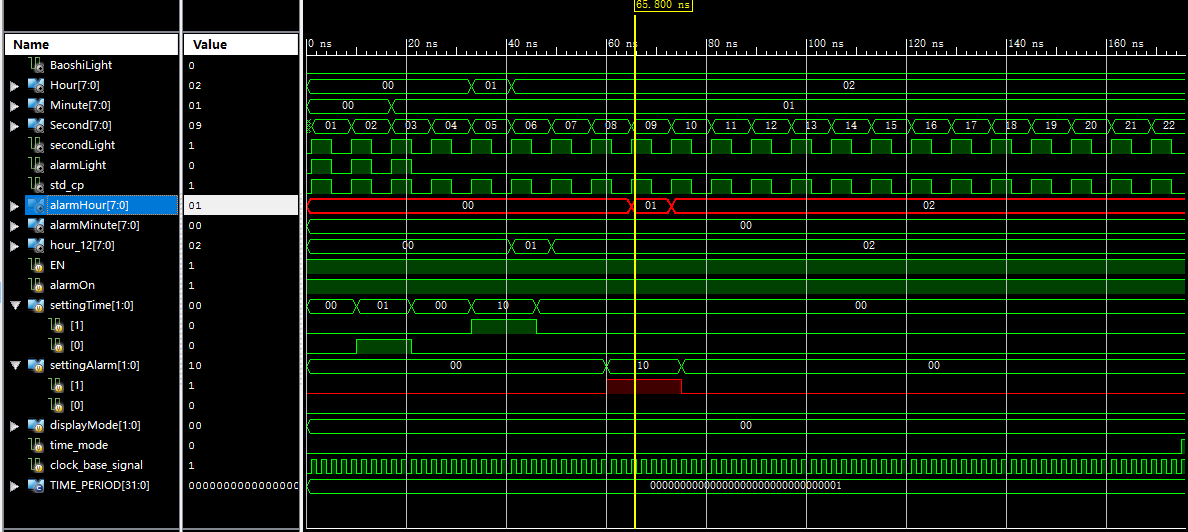 65.800 ns
Name Value 0 ns 20 ns 40 ns 60 ns 80 ns 100 ns 120 ns 140 ns 160 ns
BaoshiLight 0
Hour[7:0] 02 00 01 02
Minute[7:0] 01 00 01
Second[7:0] 09 01 02 03 04 05 06 07 08 09 10 11 12 13 14 15 16 17 18 19 20 21 22
secondLight 1
alarmLight 0
std_cp 1
alarmHour[7:0] 01 00 01 02
alarmMinute[7:0] 00 00
hour_12[7:0] 02 00 01 02
EN 1
alarmOn 1
settingTime[1:0] 00 00 01 00 10 00
[1] 0
[0] 0
settingAlarm[1:0] 10 00 10 00
[1] 1
[0] 0
displayMode[1:0] 00 00
time_mode 0
clock_base_signal 1
TIME_PERIOD[31:0]